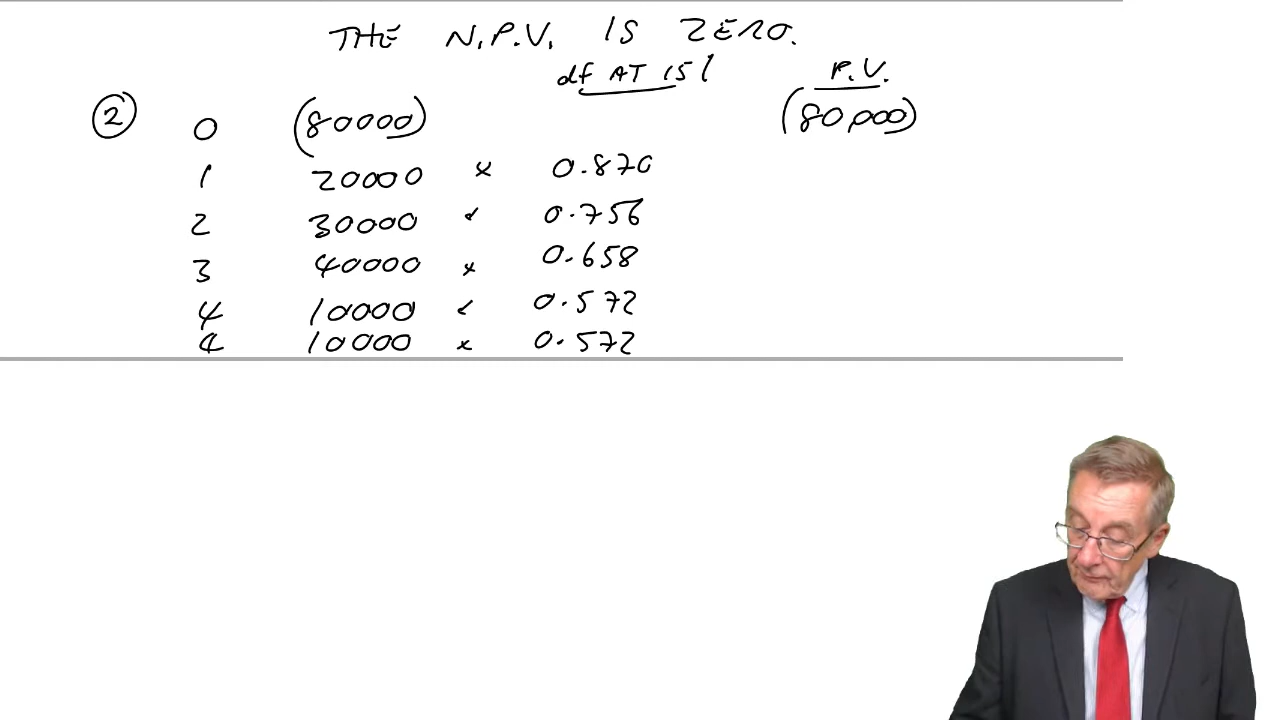 THE N.P.V. IS ZERO.
df AT 15% P.V.
2 0 (80000) (80,000)
1 20000 × 0.870
2 30000 × 0.756
3 40000 × 0.658
4 10000 × 0.572
4 10000 × 0.572